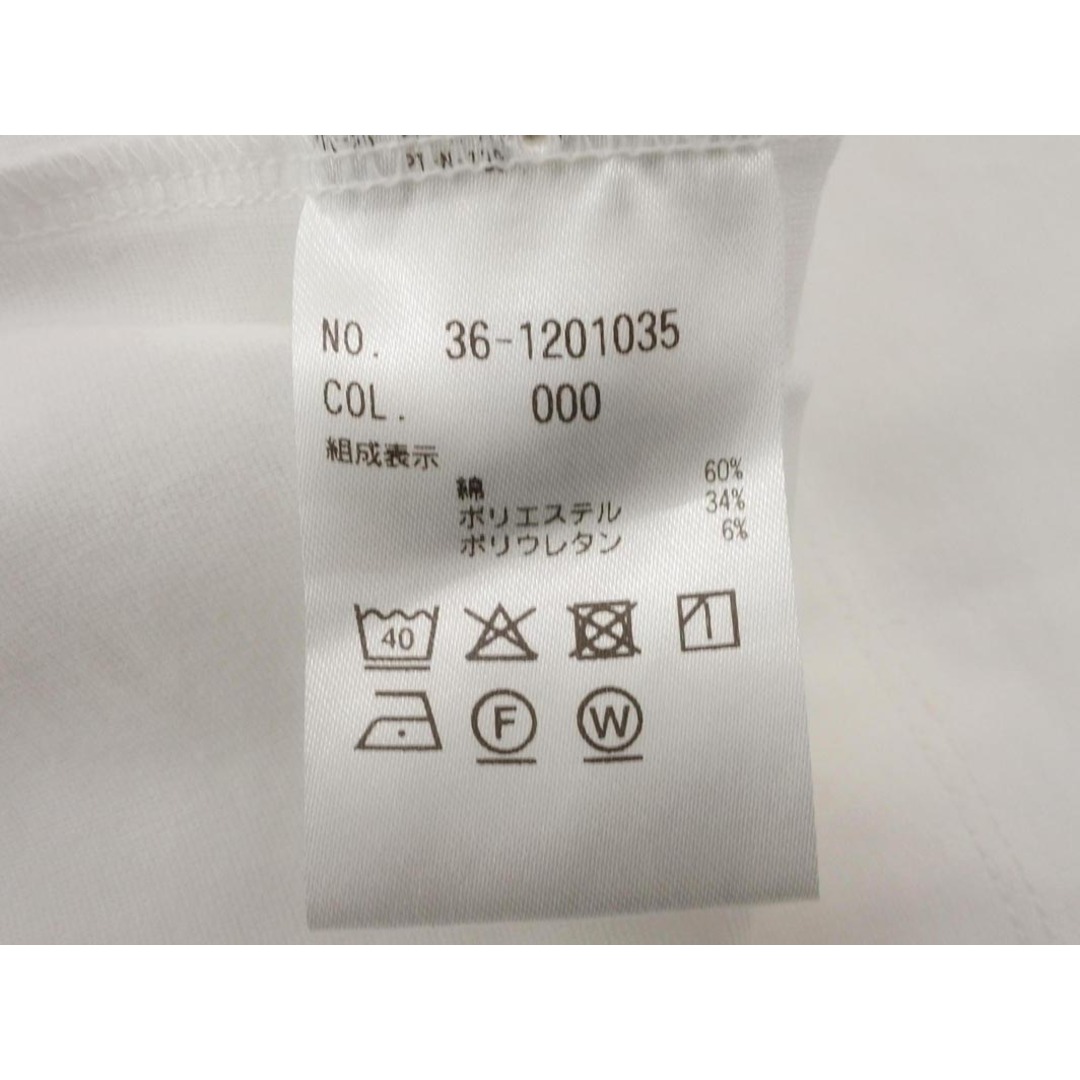 NO. 36-1201035
COL. 000
組成表示
綿 60%
ポリエステル 34%
ポリウレタン 6%
40
F W